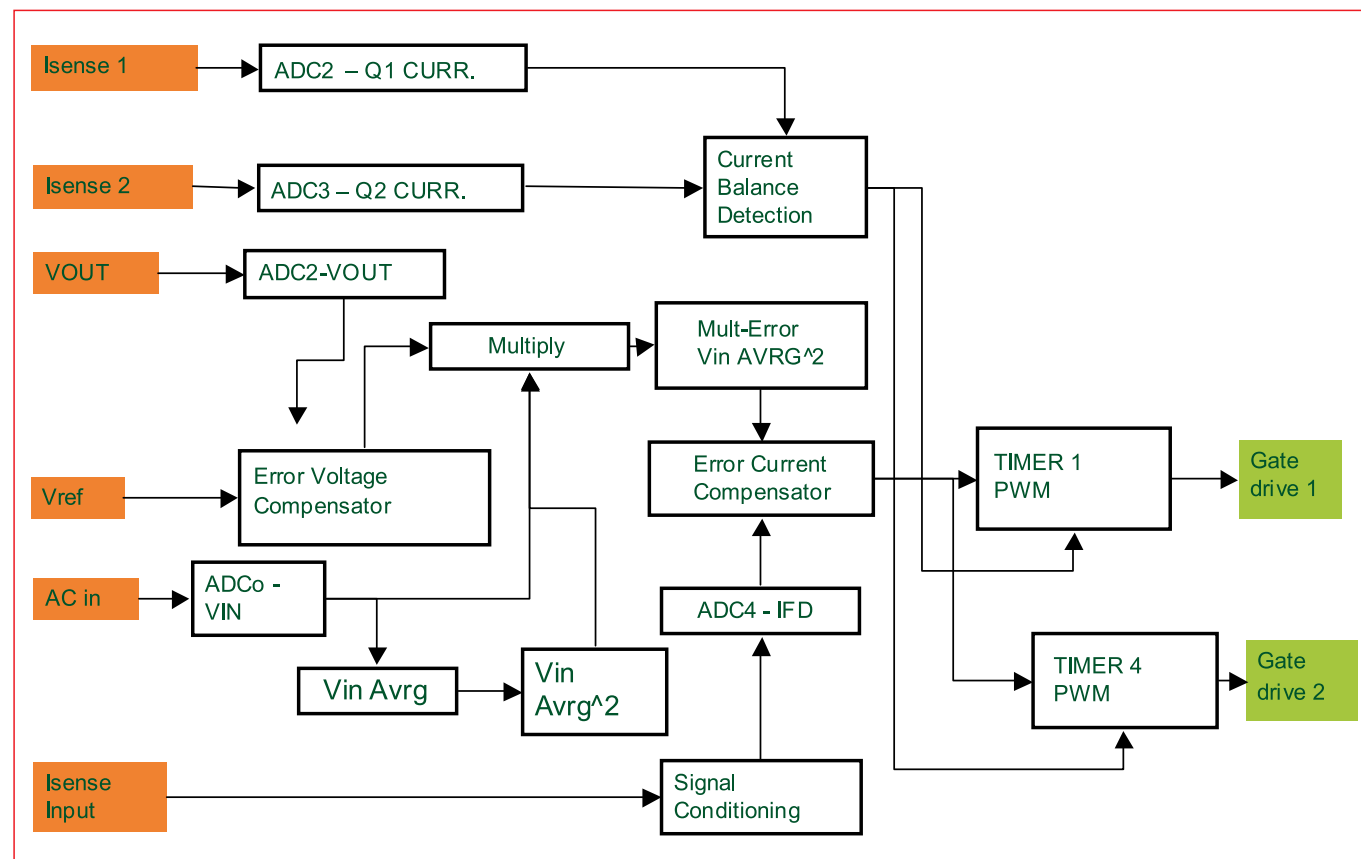 Isense 1
ADC2 – Q1 CURR.
Isense 2
ADC3 – Q2 CURR.
Current
Balance
Detection
VOUT
ADC2-VOUT
Multiply
Mult-Error
Vin AVRG^2
Vref
Error Voltage
Compensator
Error Current
Compensator
TIMER 1
PWM
Gate
drive 1
AC in
ADCo -
VIN
Vin Avrg
Vin
Avrg^2
ADC4 - IFD
TIMER 4
PWM
Gate
drive 2
Isense
Input
Signal
Conditioning